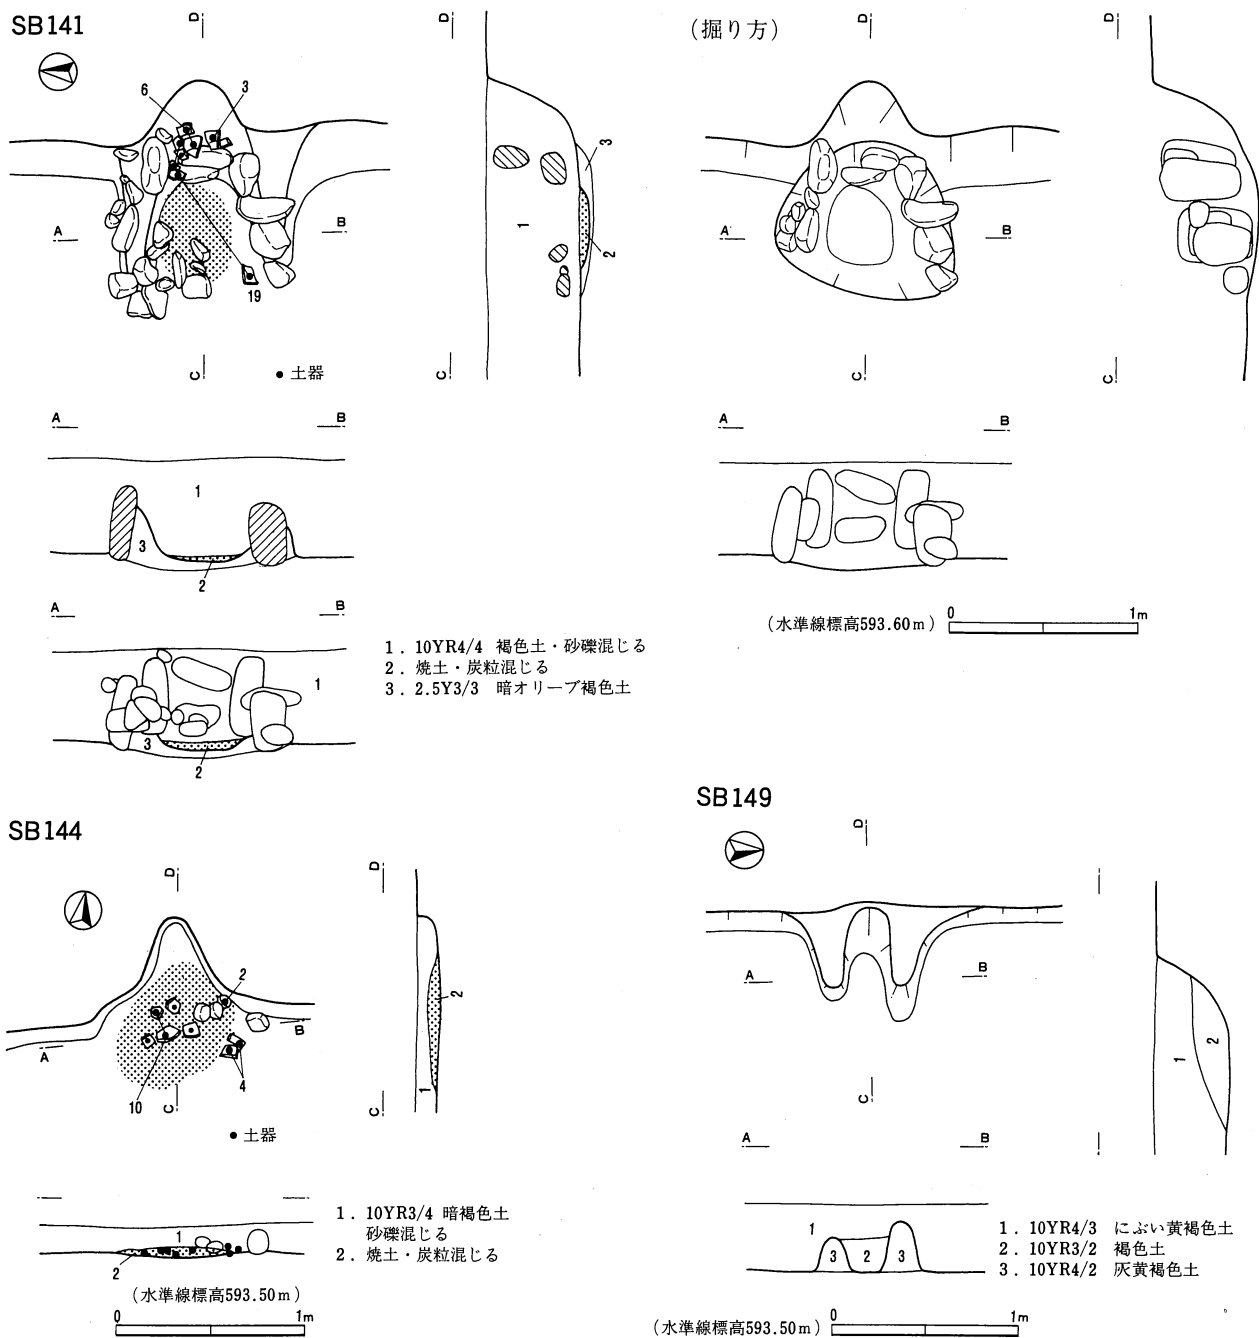 SB141
D
D
(掘り方)
D
D
6
3
3
1
2
A
B
19
A
B
C
C
● 土器
C
C
A
B
1
3
2
A
B
(水準線標高593.60m)
0
1m
A
B
1
3
2
1. 10YR4/4 褐色土・砂礫混じる
2. 焼土・炭粒混じる
3. 2.5Y3/3 暗オリーブ褐色土
SB144
D
D
2
A
B
10
4
C
C
1
2
● 土器
1
2
1. 10YR3/4 暗褐色土
砂礫混じる
2. 焼土・炭粒混じる
(水準線標高593.50m)
0
1m
SB149
D
A
B
C
1
2
A
B
1
3
2
3
1. 10YR4/3 にぶい黄褐色土
2. 10YR3/2 褐色土
3. 10YR4/2 灰黄褐色土
(水準線標高593.50m)
0
1m